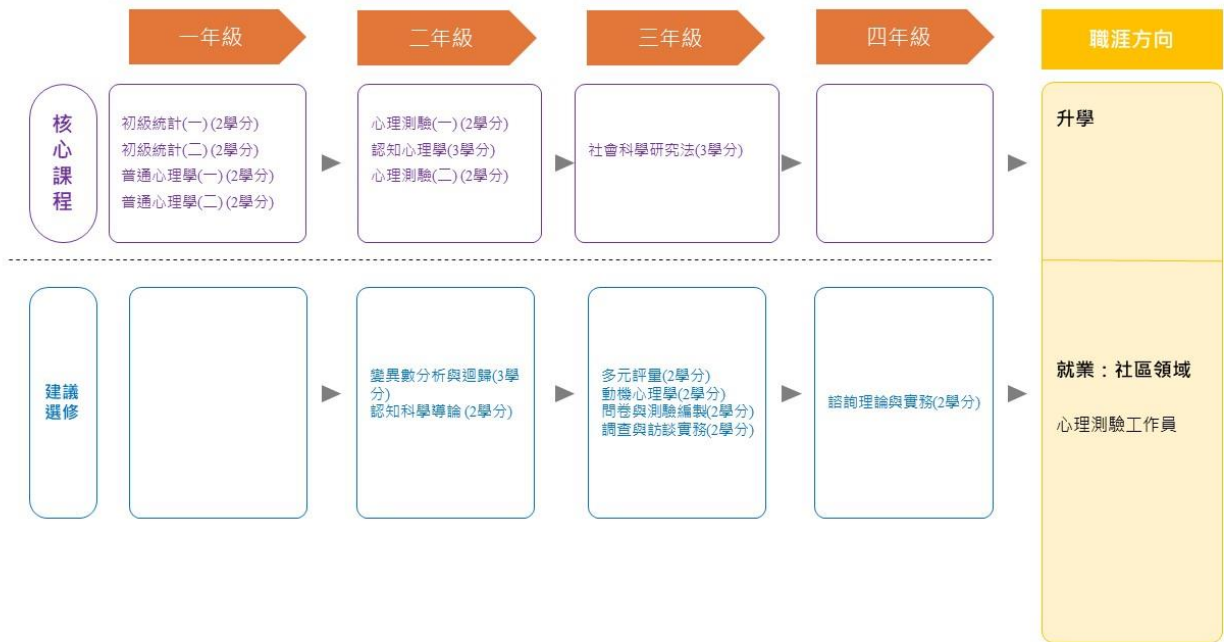 一年級
二年級
三年級
四年級
職涯方向
核
心
課
程
初級統計(一) (2學分)
初級統計(二) (2學分)
普通心理學(一) (2學分)
普通心理學(二) (2學分)
心理測驗(一) (2學分)
認知心理學(3學分)
心理測驗(二) (2學分)
社會科學研究法(3學分)
升學
建議
選修
變異數分析與迴歸(3學
分)
認知科學導論 (2學分)
多元評量(2學分)
動機心理學(2學分)
問卷與測驗編製(2學分)
調查與訪談實務(2學分)
諮詢理論與實務(2學分)
就業：社區領域
心理測驗工作員